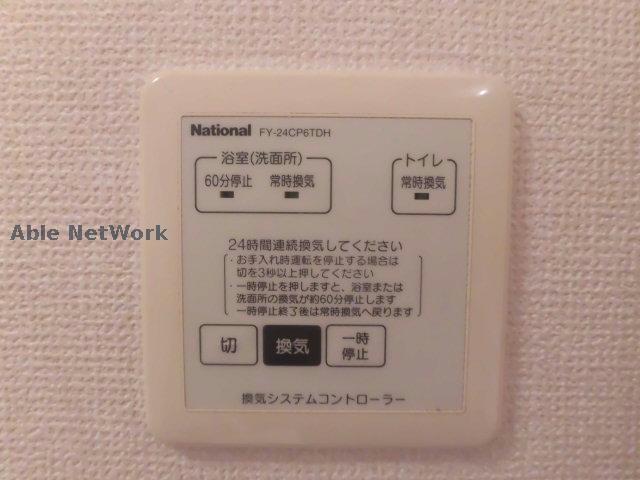 National FY-24CP6TDH
浴室(洗面所)
トイレ
60分停止 常時換気
常時換気
Able NetWork
24時間連続換気してください
・お手入れ時運転を停止する場合は
切を3秒以上押してください
・一時停止を押しますと、浴室または
洗面所の換気が約60分停止します
一時停止終了後は常時換気へ戻ります
切 換気 一時
停止
換気システムコントローラー